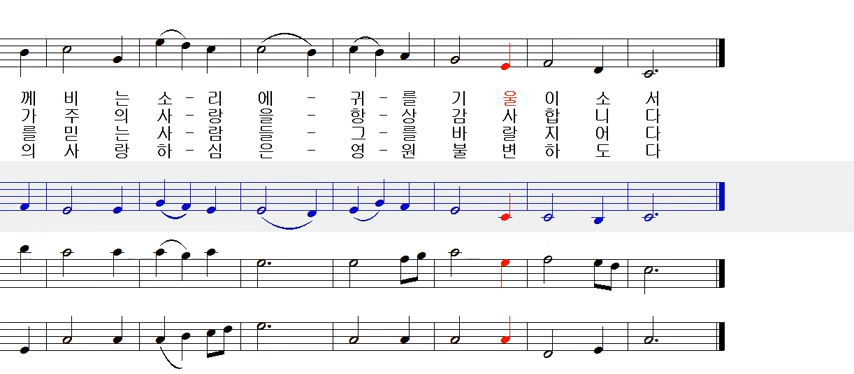 께 비 는 소 - 리 에 - 귀 - 를 기 울 이 소 서
가 주 의 사 - 랑 을 - 항 - 상 감 사 합 니 다
를 믿 는 사 - 람 들 - 그 - 를 바 랄 지 어 다
의 사 랑 하 - 심 은 - 영 - 원 불 변 하 도 다